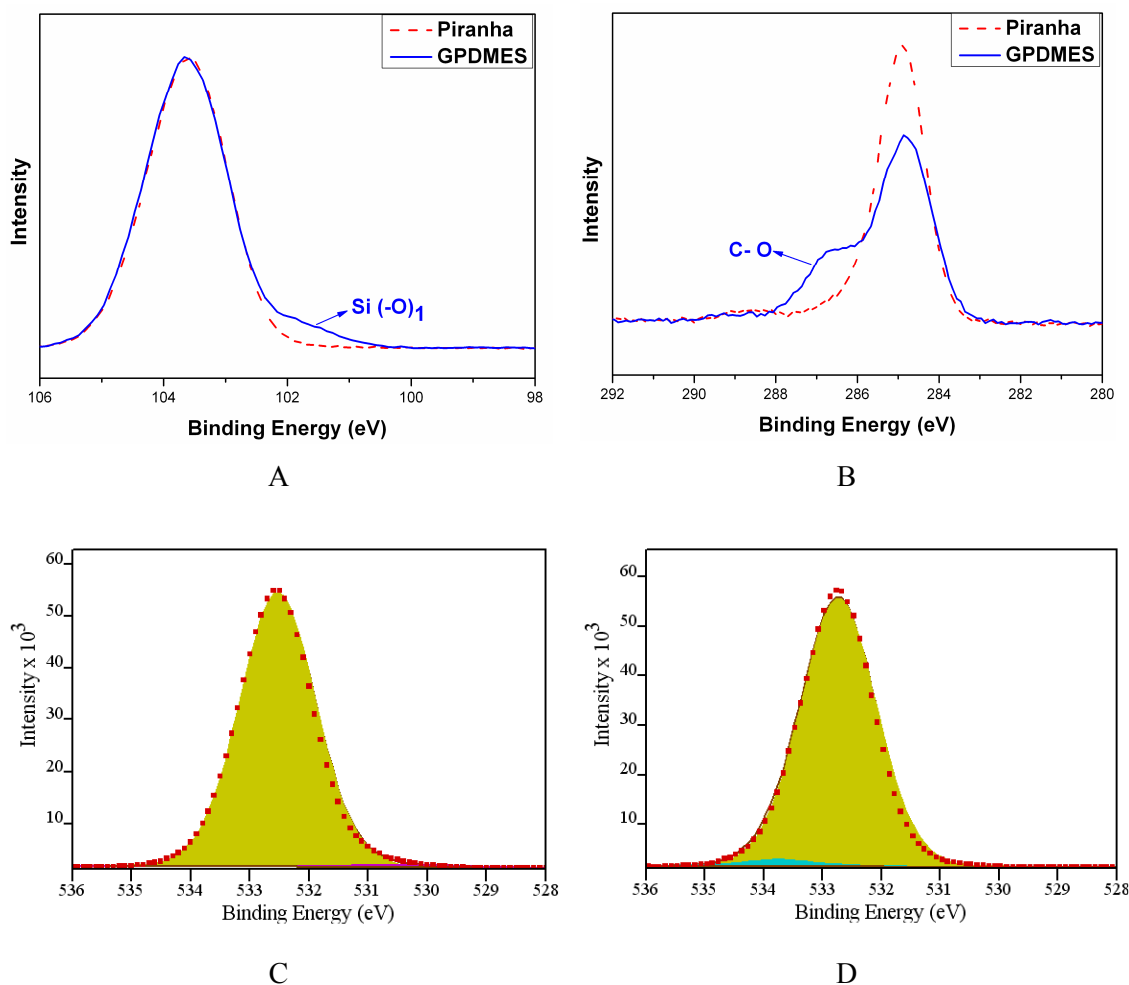 Piranha
GPDMES
Intensity
Si (-O)1
106 104 102 100 98
Binding Energy (eV)
A
Piranha
GPDMES
Intensity
C- O
292 290 288 286 284 282 280
Binding Energy (eV)
B
60
50
40
30
20
10
Intensity x 10³
536 535 534 533 532 531 530 529 528
Binding Energy (eV)
C
60
50
40
30
20
10
Intensity x 10³
536 535 534 533 532 531 530 529 528
Binding Energy (eV)
D